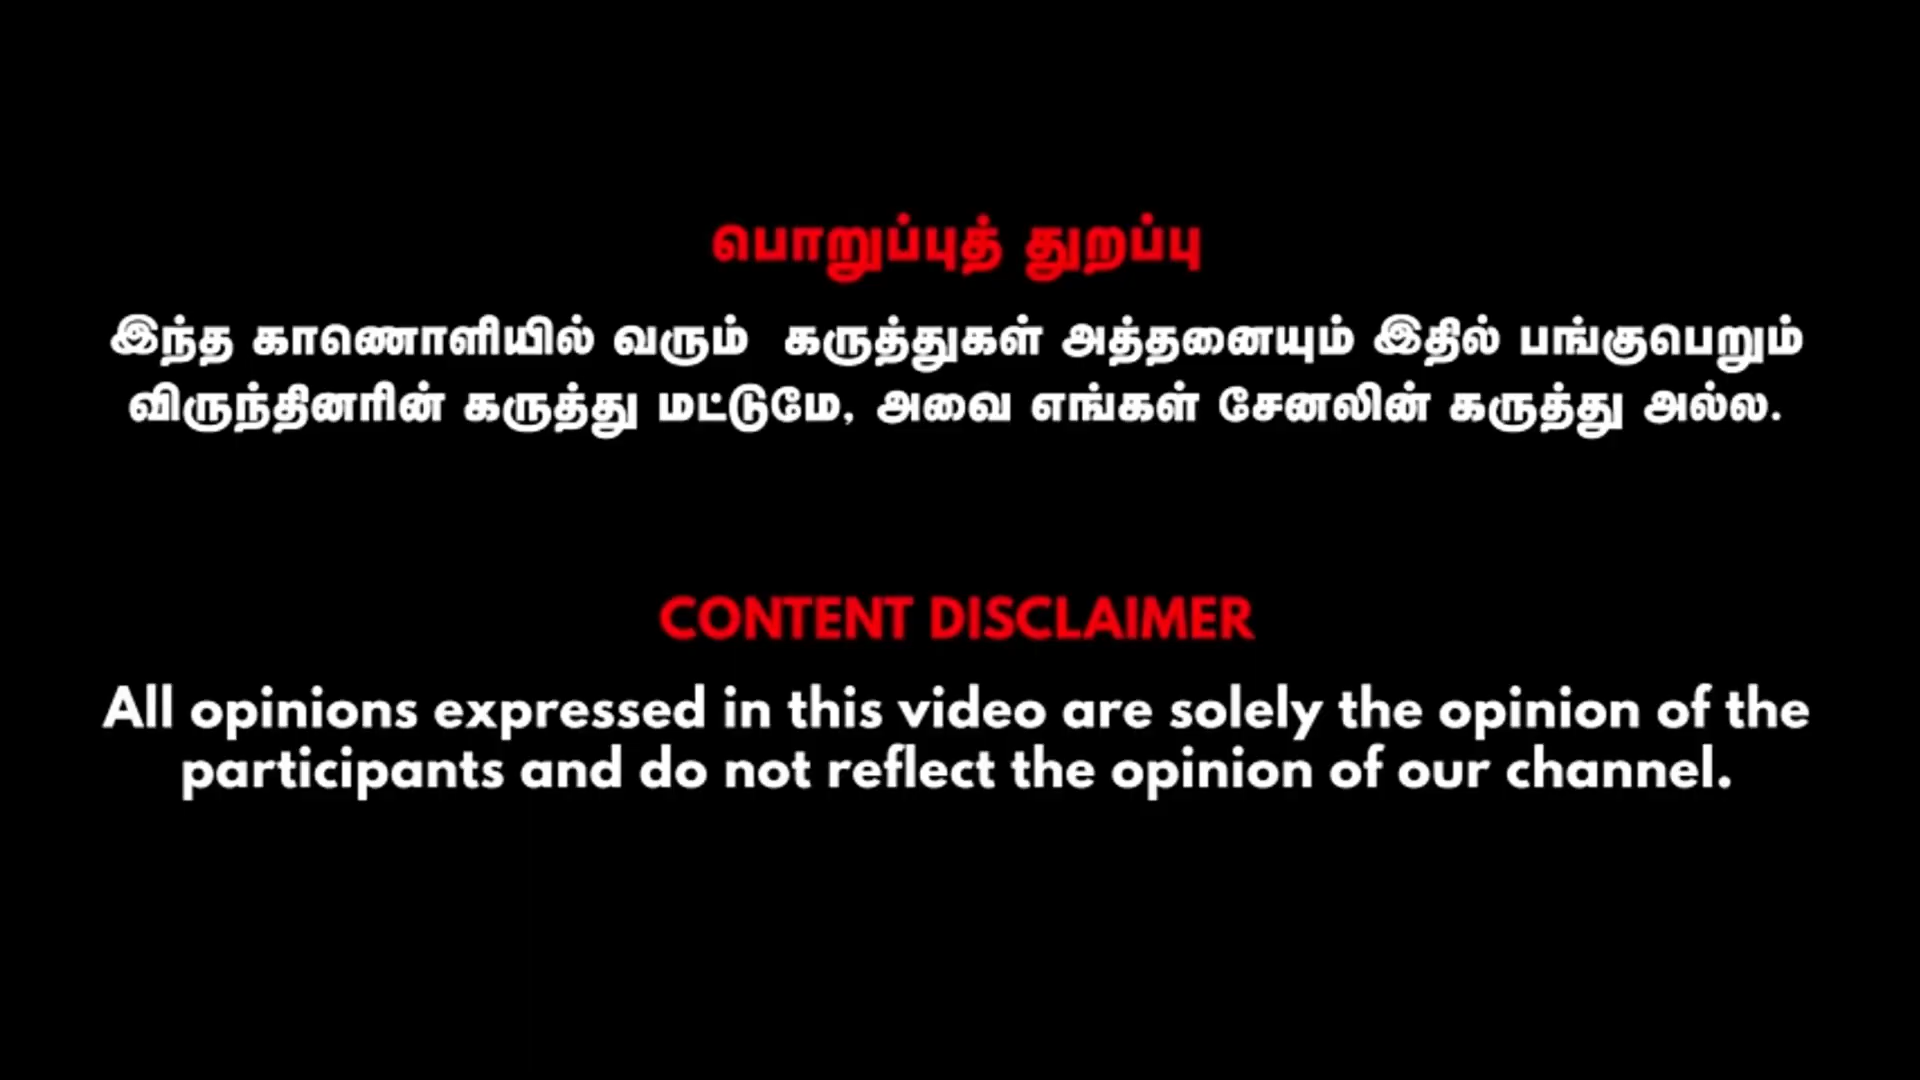 பொறுப்புத் துறப்பு
இந்த காணொளியில் வரும் கருத்துகள் அத்தனையும் இதில் பங்குபெறும்
விருந்தினரின் கருத்து மட்டுமே, அவை எங்கள் சேனலின் கருத்து அல்ல.
CONTENT DISCLAIMER
All opinions expressed in this video are solely the opinion of the
participants and do not reflect the opinion of our channel.